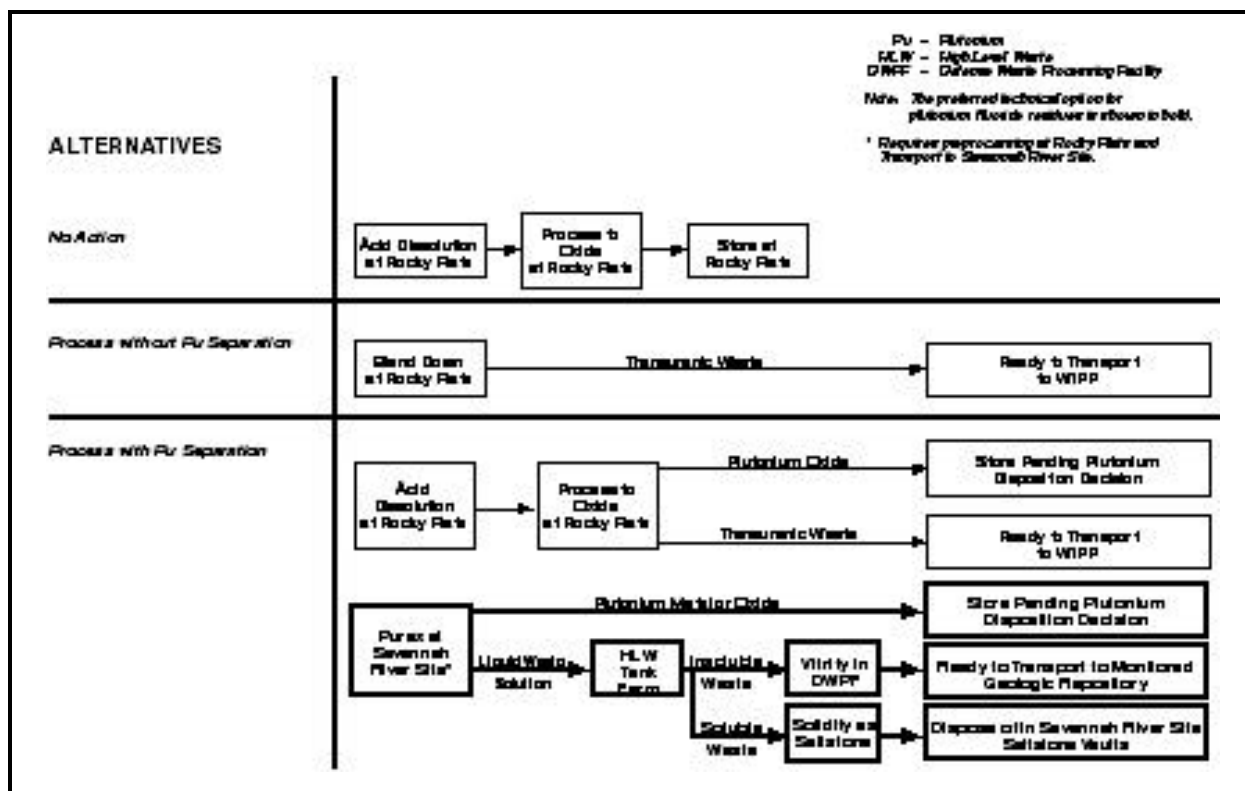 Pu – Plutonium
HLW – High Level Waste
DWPF – Defense Waste Processing Facility
Note: The preferred technical option for
plutonium fluoride residues is shown in bold.
* Requires preprocessing at Rocky Flats and
Transport to Savannah River Site.
ALTERNATIVES
No Action
Acid Dissolution
at Rocky Flats
Process to
Oxide
at Rocky Flats
Store at
Rocky Flats
Process without Pu Separation
Blend Down
at Rocky Flats
Transuranic Waste
Ready to Transport
to WIPP
Process with Pu Separation
Acid
Dissolution
at Rocky Flats
Process to
Oxide
at Rocky Flats
Plutonium Oxide
Store Pending Plutonium
Disposition Decision
Transuranic Waste
Ready to Transport
to WIPP
Purex at
Savannah
River Site*
Plutonium Metal or Oxide
Store Pending Plutonium
Disposition Decision
Liquid Waste
Solution
HLW
Tank
Farm
Insoluble
Waste
Vitrify in
DWPF
Ready to Transport to Monitored
Geologic Repository
Soluble
Waste
Solidify as
Saltstone
Dispose of in Savannah River Site
Saltstone Vaults